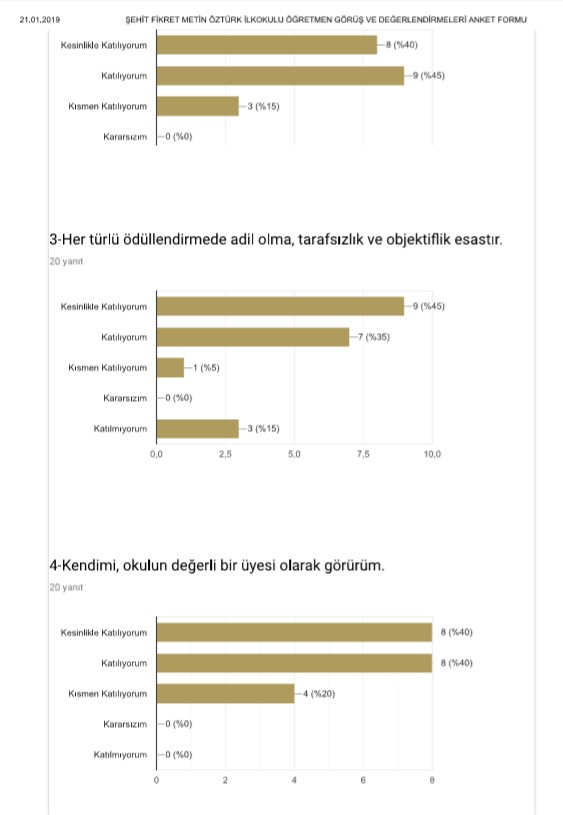 21.01.2019 ŞEHİT FİKRET METİN ÖZTÜRK İLKOKULU ÖĞRETMEN GÖRÜŞ VE DEĞERLENDİRMELERİ ANKET FORMU
Kesinlikle Katılıyorum 8 (%40)
Katılıyorum 9 (%45)
Kısmen Katılıyorum 3 (%15)
Kararsızım 0 (%0)
3-Her türlü ödüllendirmede adil olma, tarafsızlık ve objektiflik esastır.
20 yanıt
Kesinlikle Katılıyorum 9 (%45)
Katılıyorum 7 (%35)
Kısmen Katılıyorum 1 (%5)
Kararsızım 0 (%0)
Katılmıyorum 3 (%15)
0,0 2,5 5,0 7,5 10,0
4-Kendimi, okulun değerli bir üyesi olarak görürüm.
20 yanıt
Kesinlikle Katılıyorum 8 (%40)
Katılıyorum 8 (%40)
Kısmen Katılıyorum 4 (%20)
Kararsızım 0 (%0)
Katılmıyorum 0 (%0)
0 2 4 6 8